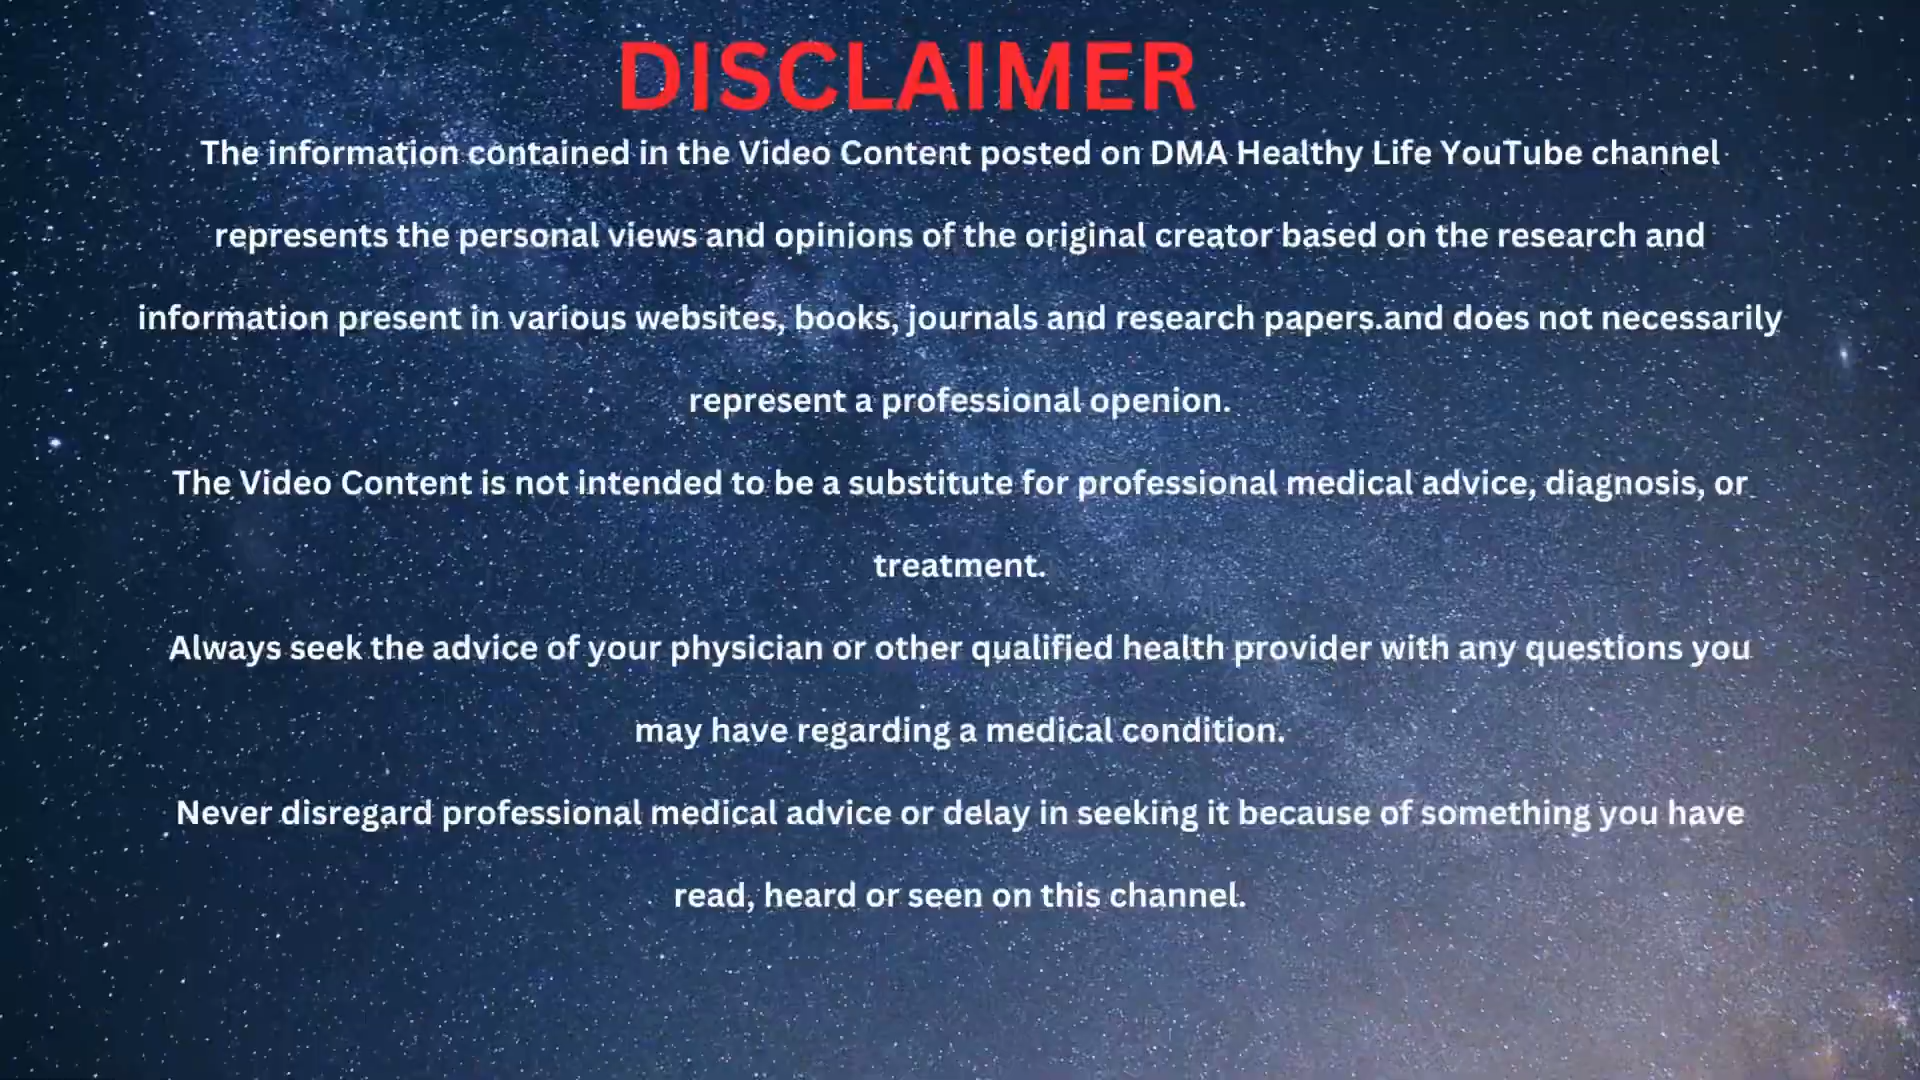 DISCLAIMER
The information contained in the Video Content posted on DMA Healthy Life YouTube channel
represents the personal views and opinions of the original creator based on the research and
information present in various websites, books, journals and research papers.and does not necessarily
represent a professional openion.
The Video Content is not intended to be a substitute for professional medical advice, diagnosis, or
treatment.
Always seek the advice of your physician or other qualified health provider with any questions you
may have regarding a medical condition.
Never disregard professional medical advice or delay in seeking it because of something you have
read, heard or seen on this channel.